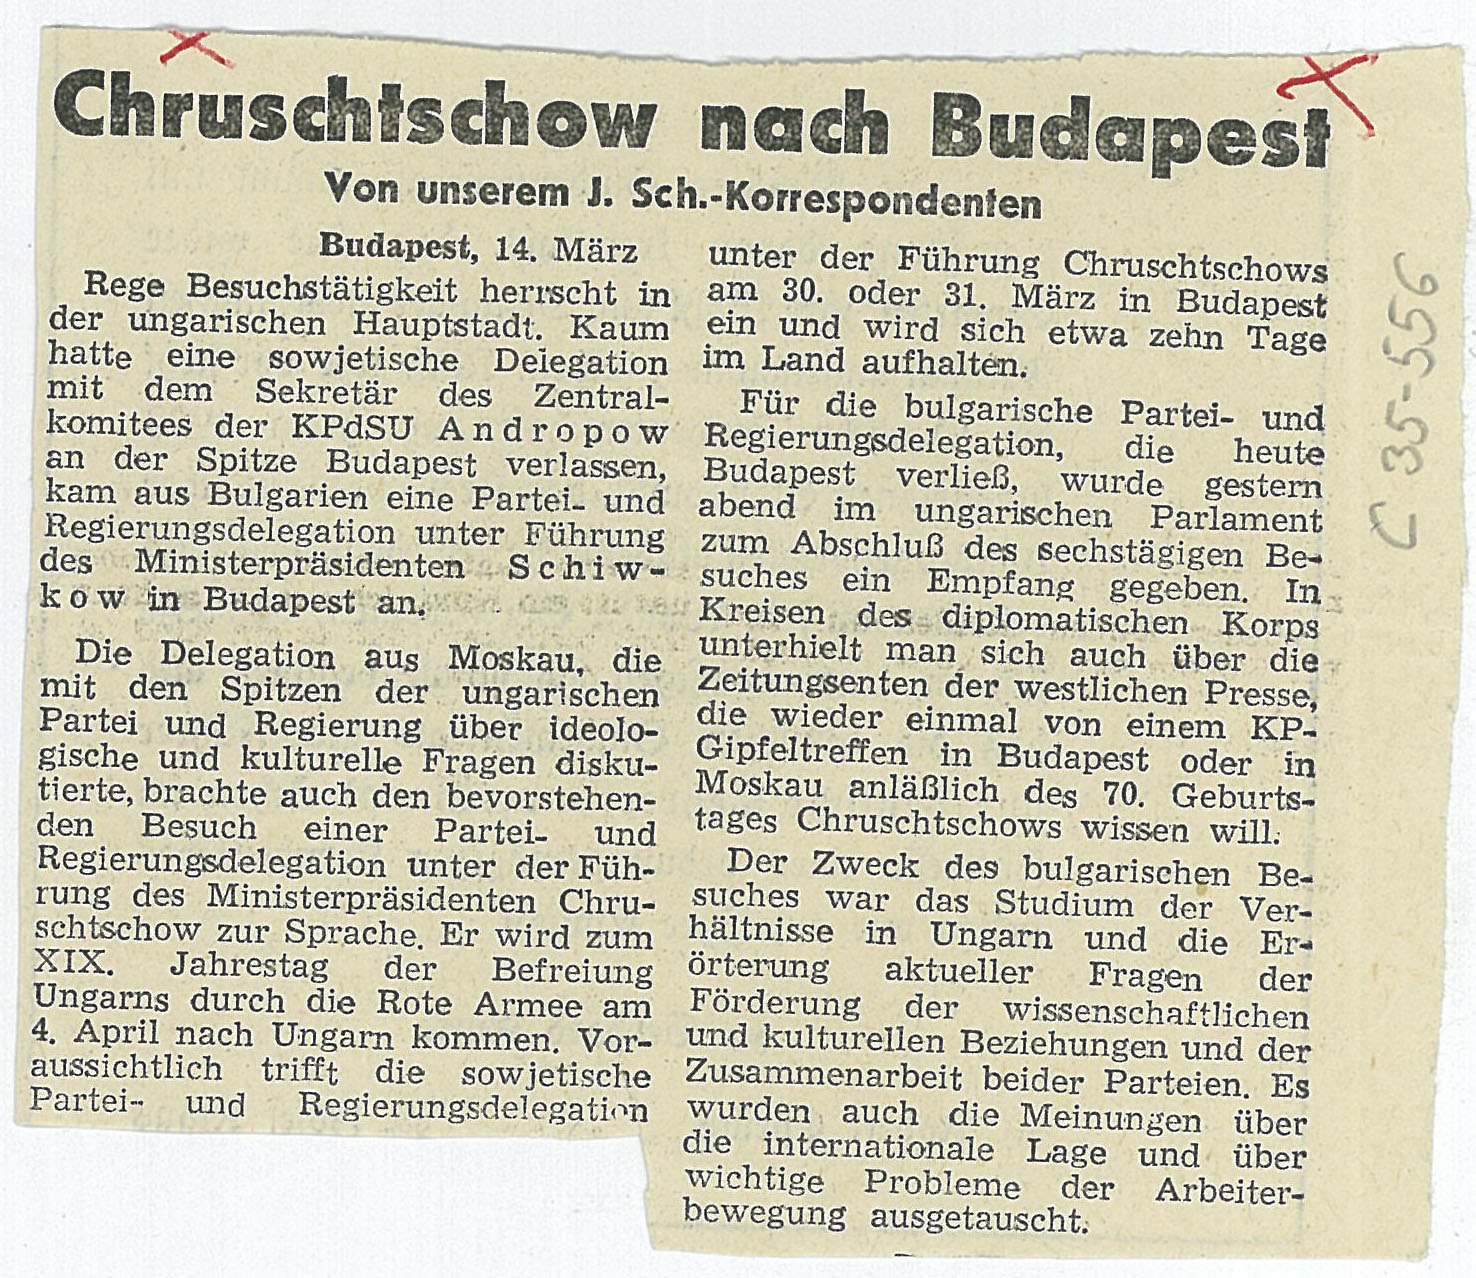 Chruschtschow nach Budapest
Von unserem J. Sch.-Korrespondenten
Budapest, 14. März
Rege Besuchstätigkeit herrscht in
der ungarischen Hauptstadt. Kaum
hatte eine sowjetische Delegation
mit dem Sekretär des Zentral-
komitees der KPdSU Andropow
an der Spitze Budapest verlassen,
kam aus Bulgarien eine Partei- und
Regierungsdelegation unter Führung
des Ministerpräsidenten Schiw-
kow in Budapest an.
Die Delegation aus Moskau, die
mit den Spitzen der ungarischen
Partei und Regierung über ideolo-
gische und kulturelle Fragen disku-
tierte, brachte auch den bevorstehen-
den Besuch einer Partei- und
Regierungsdelegation unter der Füh-
rung des Ministerpräsidenten Chru-
schtschow zur Sprache. Er wird zum
XIX. Jahrestag der Befreiung
Ungarns durch die Rote Armee am
4. April nach Ungarn kommen. Vor-
aussichtlich trifft die sowjetische
Partei- und Regierungsdelegation
unter der Führung Chruschtschows
am 30. oder 31. März in Budapest
ein und wird sich etwa zehn Tage
im Land aufhalten.
Für die bulgarische Partei- und
Regierungsdelegation, die heute
Budapest verließ, wurde gestern
abend im ungarischen Parlament
zum Abschluß des sechstägigen Be-
suches ein Empfang gegeben. In
Kreisen des diplomatischen Korps
unterhielt man sich auch über die
Zeitungsenten der westlichen Presse,
die wieder einmal von einem KP-
Gipfeltreffen in Budapest oder in
Moskau anläßlich des 70. Geburts-
tages Chruschtschows wissen will.
Der Zweck des bulgarischen Be-
suches war das Studium der Ver-
hältnisse in Ungarn und die Er-
örterung aktueller Fragen der
Förderung der wissenschaftlichen
und kulturellen Beziehungen und der
Zusammenarbeit beider Parteien. Es
wurden auch die Meinungen über
die internationale Lage und über
wichtige Probleme der Arbeiter-
bewegung ausgetauscht.
C 35-556